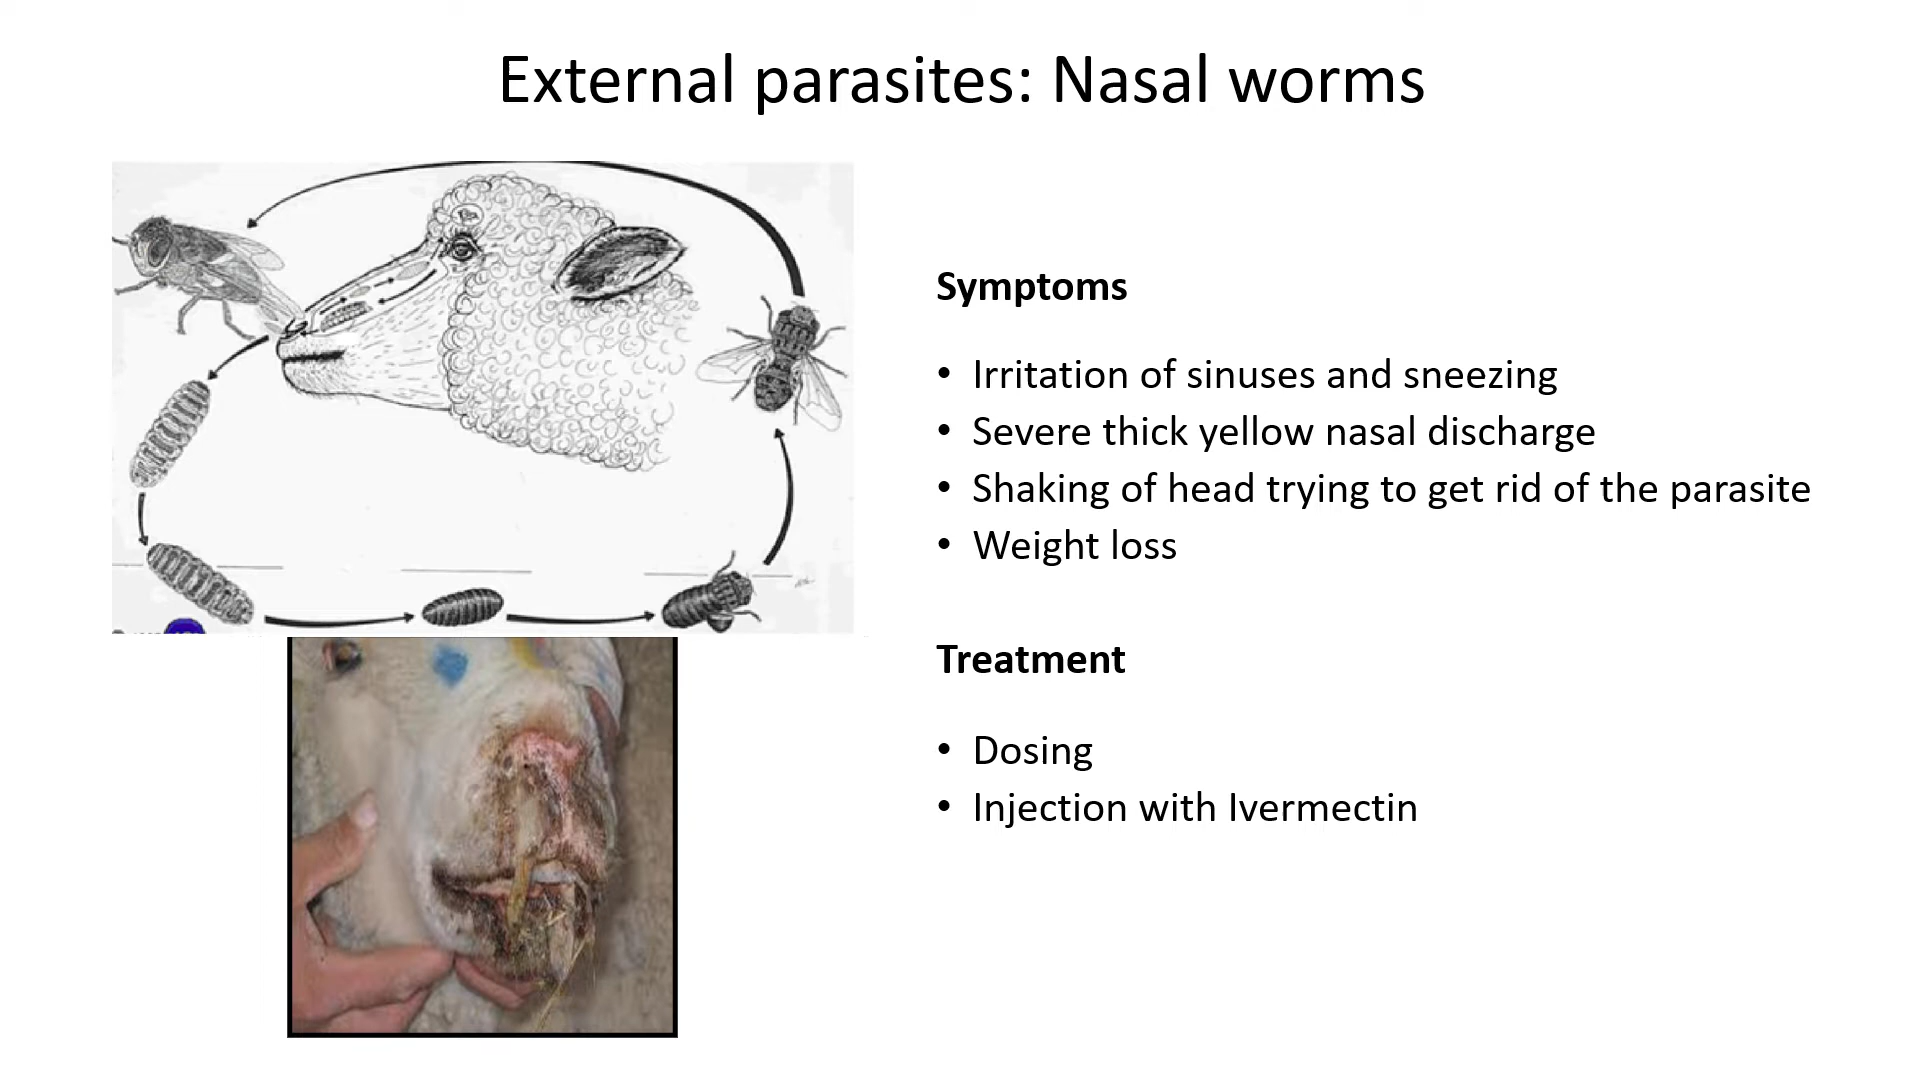 External parasites: Nasal worms
Symptoms
• Irritation of sinuses and sneezing
• Severe thick yellow nasal discharge
• Shaking of head trying to get rid of the parasite
• Weight loss
Treatment
• Dosing
• Injection with Ivermectin